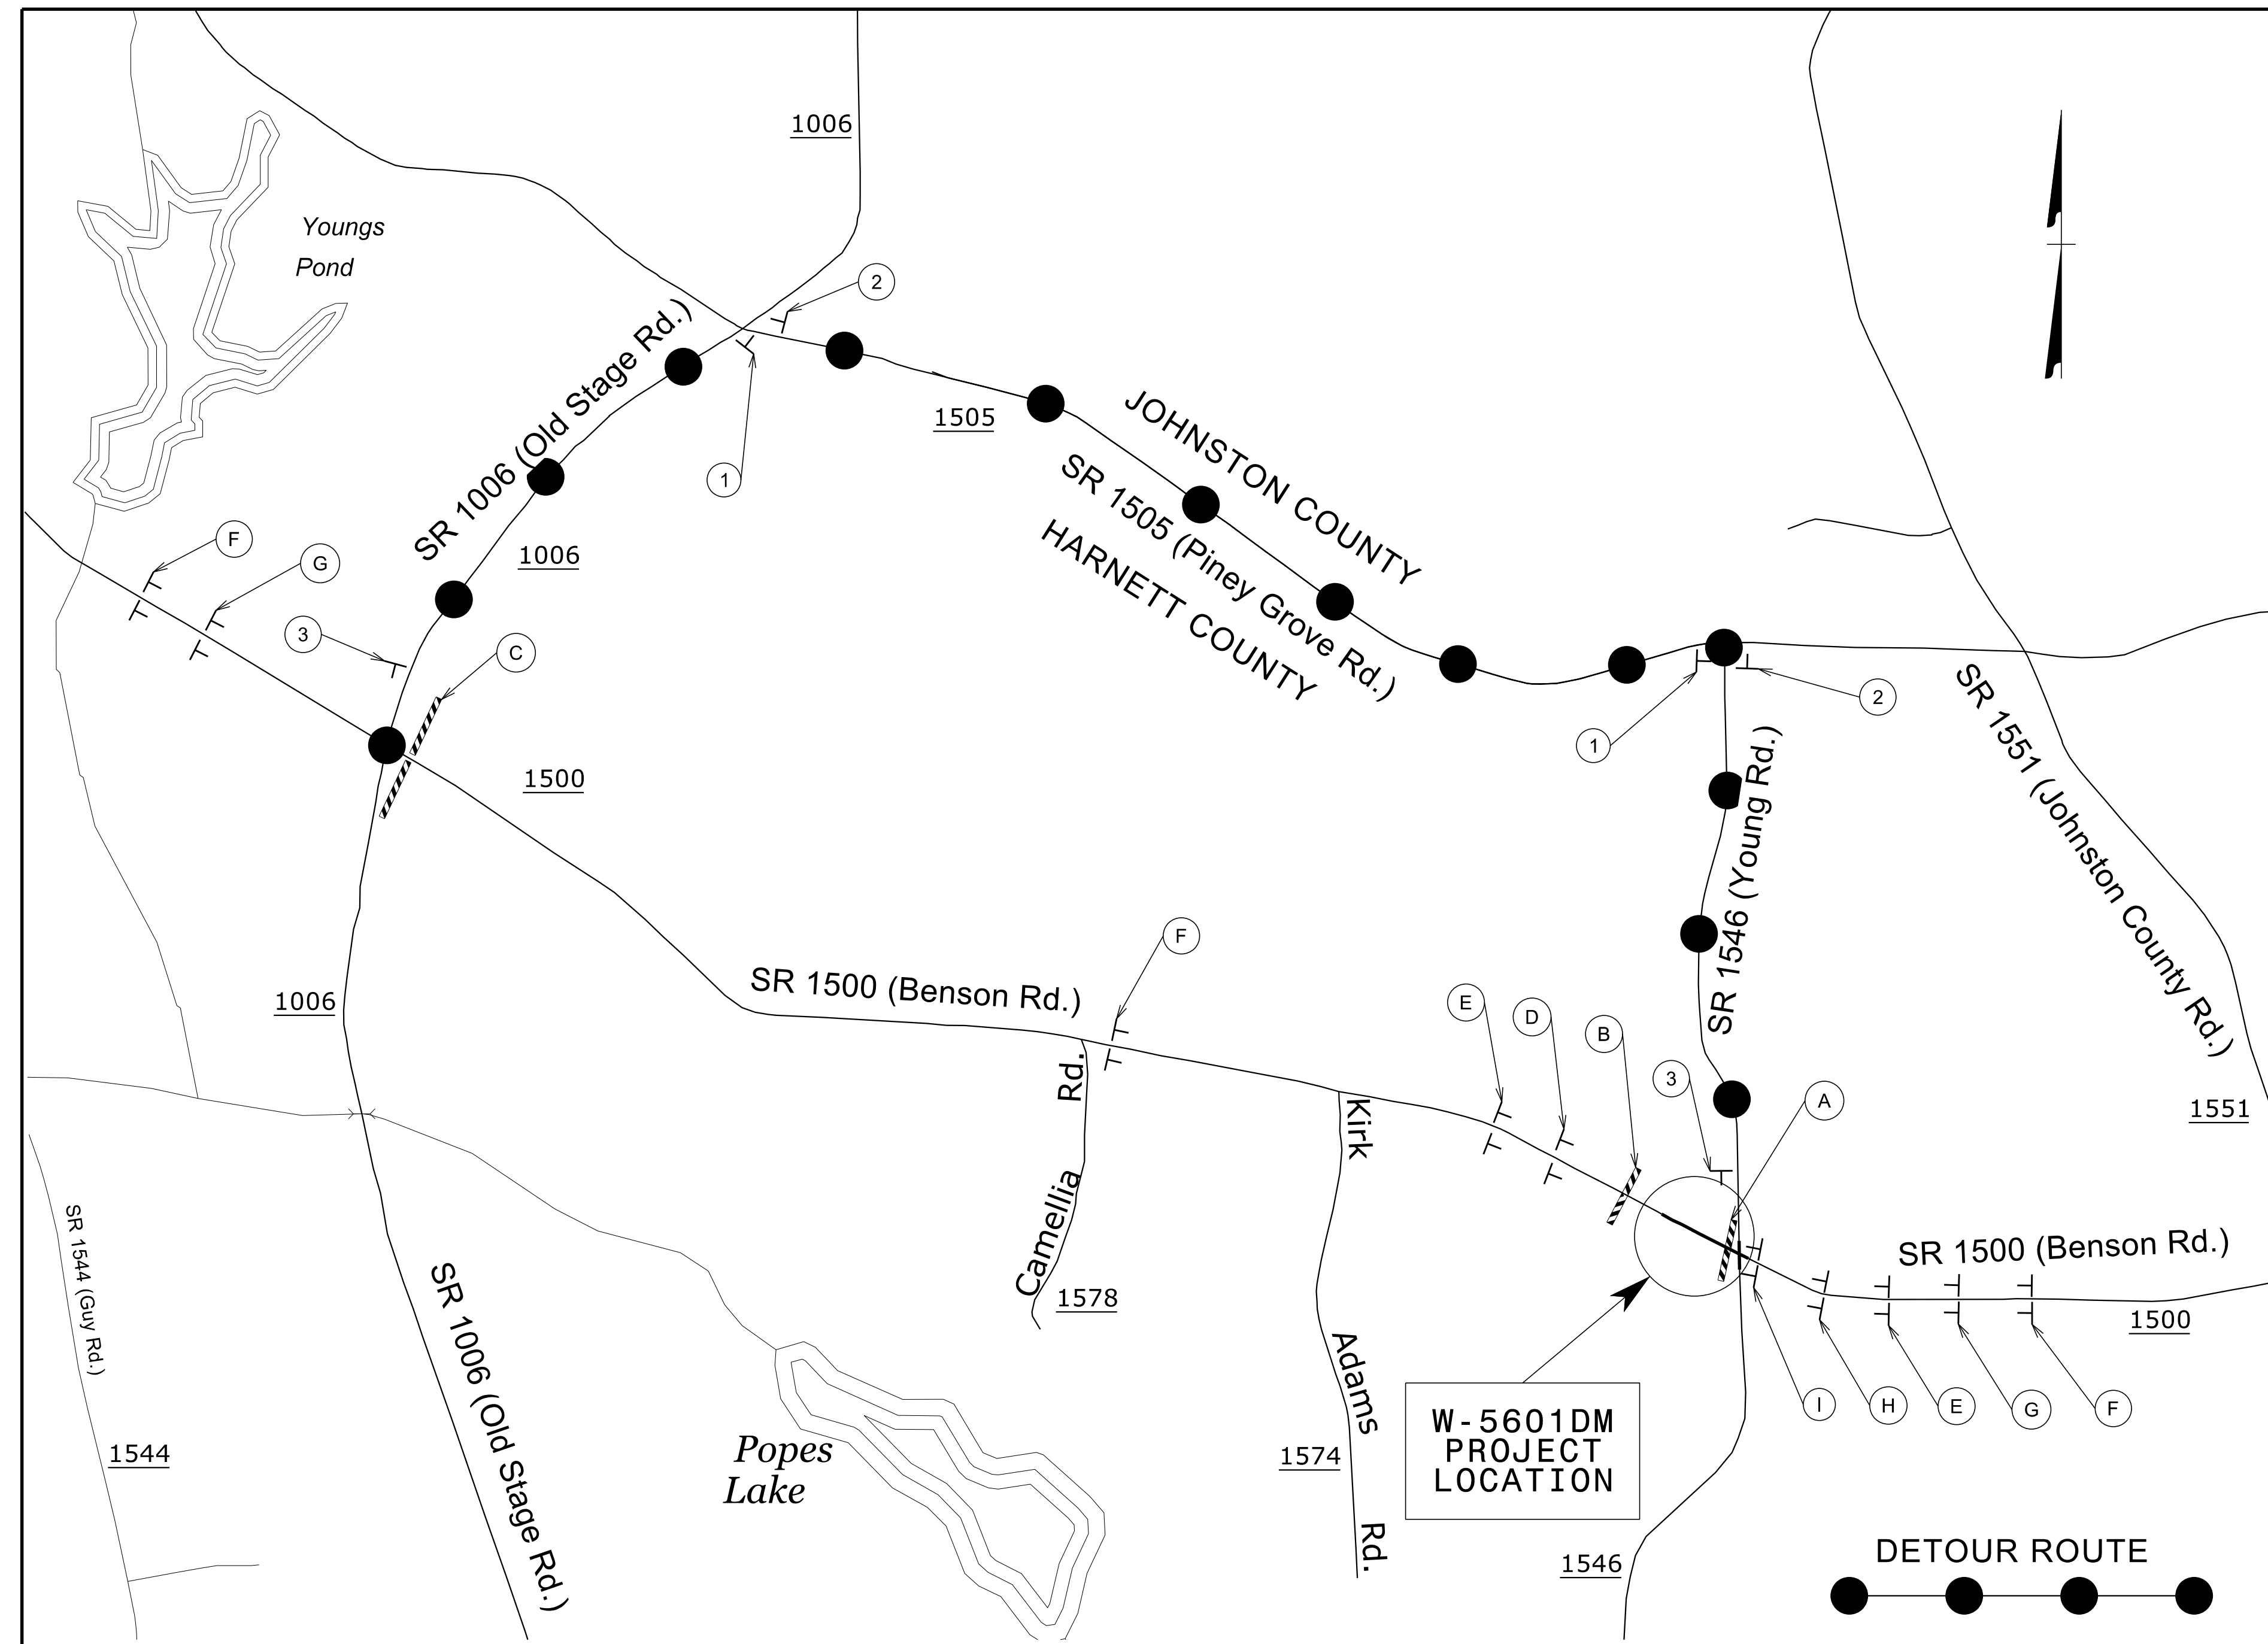 1006
Youngs
Pond
2
SR 1006 (Old Stage Rd.)
1
1505
JOHNSTON COUNTY
SR 1505 (Piney Grove Rd.)
HARNETT COUNTY
F
G
1006
3
C
1500
1
2
SR 1546 (Young Rd.)
SR 1551 (Johnston County Rd.)
1006
SR 1500 (Benson Rd.)
F
E
D
B
3
A
1551
Camellia Rd.
1578
Kirk Adams Rd.
1574
SR 1544 (Guy Rd.)
1544
SR 1006 (Old Stage Rd.)
Popes
Lake
SR 1500 (Benson Rd.)
1500
I
H
E
G
F
W-5601DM
PROJECT
LOCATION
1546
DETOUR ROUTE